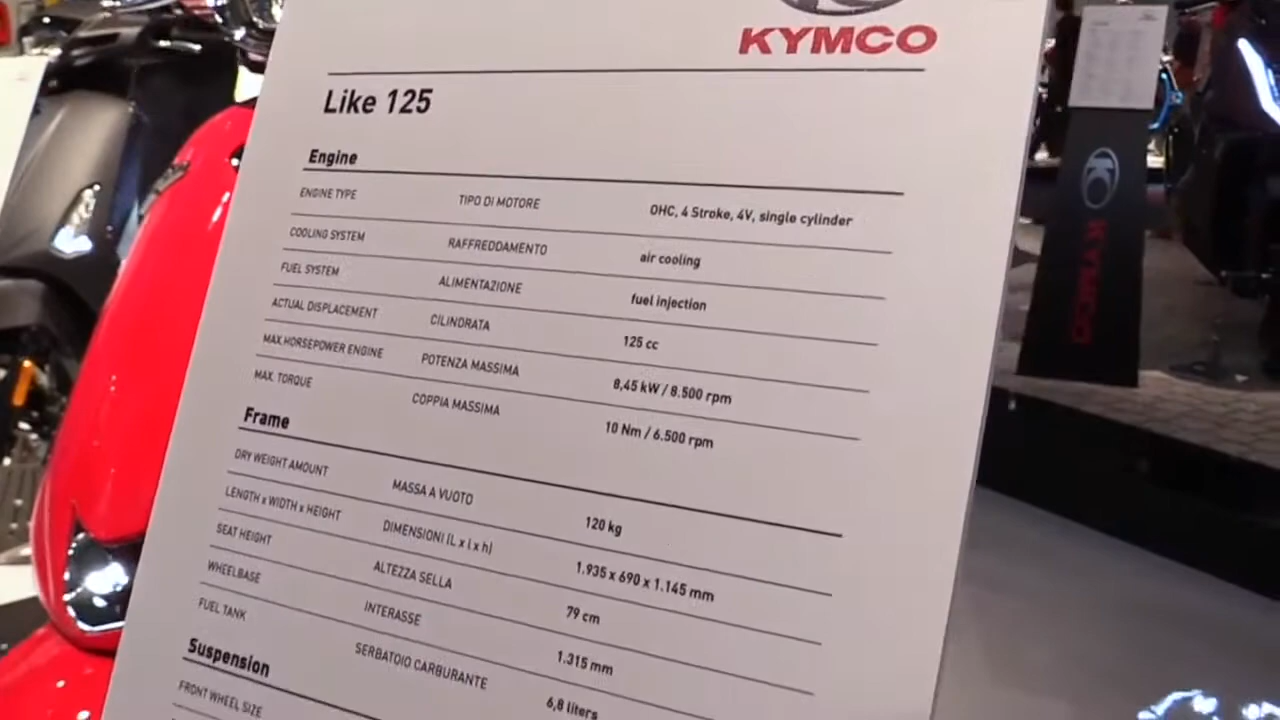 KYMCO
Like 125
Engine
ENGINE TYPE TIPO DI MOTORE OHC, 4 Stroke, 4V, single cylinder
COOLING SYSTEM RAFFREDDAMENTO air cooling
FUEL SYSTEM ALIMENTAZIONE fuel injection
ACTUAL DISPLACEMENT CILINDRATA 125 cc
MAX.HORSEPOWER ENGINE POTENZA MASSIMA 8,45 kW / 8.500 rpm
MAX. TORQUE COPPIA MASSIMA 10 Nm / 6.500 rpm
Frame
DRY WEIGHT AMOUNT MASSA A VUOTO 120 kg
LENGTH x WIDTH x HEIGHT DIMENSIONI (L x l x h) 1.935 x 690 x 1.145 mm
SEAT HEIGHT ALTEZZA SELLA 79 cm
WHEELBASE INTERASSE 1.315 mm
FUEL TANK SERBATOIO CARBURANTE 6,8 liters
Suspension
FRONT WHEEL SIZE
KYMCO